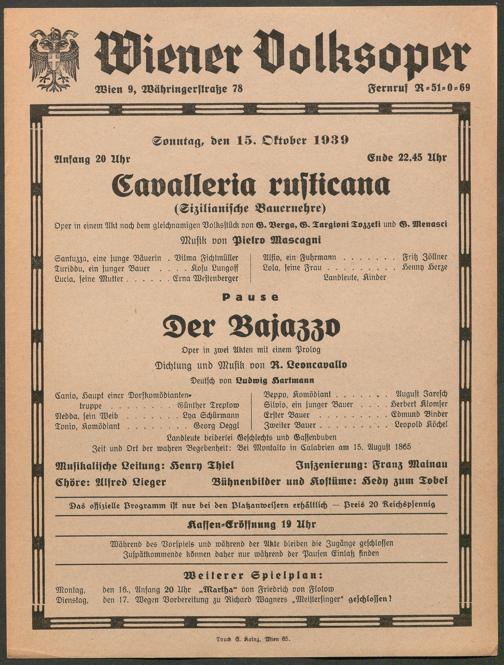 Wiener Volksoper
Wien 9, Währingerstraße 78 Fernruf R=51=0=69
Sonntag, den 15. Oktober 1939
Anfang 20 Uhr Ende 22.45 Uhr
Cavalleria rusticana
(Sizilianische Bauernehre)
Oper in einem Akt nach dem gleichnamigen Volksstück von G. Verga, G. Targioni Tozzeti und G. Menasci
Musik von Pietro Mascagni
Santuzza, eine junge Bäuerin . Vilma Fichtmüller
Turiddu, ein junger Bauer . . . . Kosu Lungoff
Lucia, seine Mutter . . . . . Erna Westenberger
Alfio, ein Fuhrmann . . . . . . . Fritz Zöllner
Lola, seine Frau . . . . . . . . . Henny Herze
Landleute, Kinder
Pause
Der Bajazzo
Oper in zwei Akten mit einem Prolog
Dichtung und Musik von R. Leoncavallo
Deutsch von Ludwig Hartmann
Canio, Haupt einer Dorfkomödianten=
truppe . . . . . . . . Günther Treptow
Nedda, sein Weib . . . . Lya Schürmann
Tonio, Komödiant . . . . . Georg Oeggl
Beppo, Komödiant . . . . . . August Jaresch
Silvio, ein junger Bauer . . . Herbert Klomser
Erster Bauer . . . . . . . Edmund Binder
Zweiter Bauer . . . . . . . Leopold Köchel
Landleute beiderlei Geschlechts und Gassenbuben
Zeit und Ort der wahren Begebenheit: Bei Montalto in Calabrien am 15. August 1865
Musikalische Leitung: Henry Thiel Inszenierung: Franz Mainau
Chöre: Alfred Lieger Bühnenbilder und Kostüme: Hedy zum Tobel
Das offizielle Programm ist nur bei den Platzanweisern erhältlich — Preis 20 Reichspfennig
Kassen=Eröffnung 19 Uhr
Während des Vorspiels und während der Akte bleiben die Zugänge geschlossen
Zuspätkommende können daher nur während der Pausen Einlaß finden
Weiterer Spielplan:
Montag, den 16., Anfang 20 Uhr „Martha“ von Friedrich von Flotow
Dienstag, den 17. Wegen Vorbereitung zu Richard Wagners „Meistersinger“ geschlossen!
Druck G. Kainz, Wien 65.